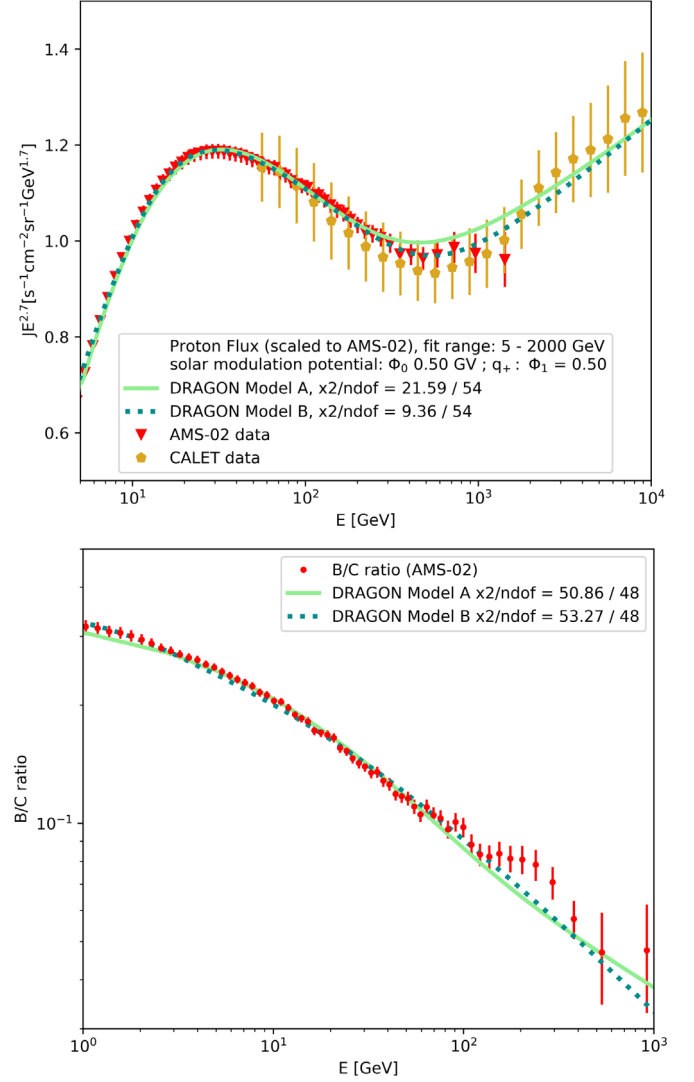 1.4
1.2
1.0
0.8
0.6
JE^2.7[s^−1cm^−2sr^−1GeV^1.7]
Proton Flux (scaled to AMS-02), fit range: 5 - 2000 GeV
solar modulation potential: Φ_0 0.50 GV ; q_+ : Φ_1 = 0.50
DRAGON Model A, x2/ndof = 21.59 / 54
DRAGON Model B, x2/ndof = 9.36 / 54
AMS-02 data
CALET data
10^1
10^2
10^3
10^4
E [GeV]
B/C ratio (AMS-02)
DRAGON Model A x2/ndof = 50.86 / 48
DRAGON Model B x2/ndof = 53.27 / 48
B/C ratio
10^−1
10^0
10^1
10^2
10^3
E [GeV]